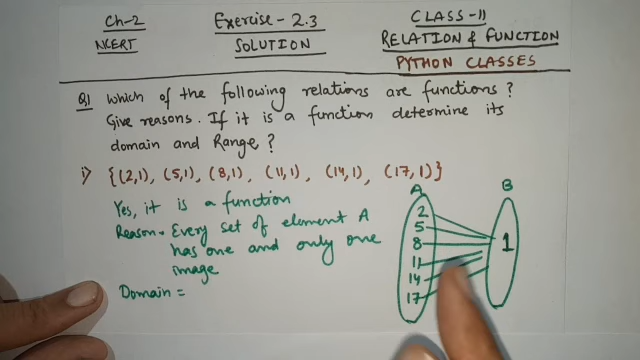 Ch-2
NCERT
Exercise - 2.3
SOLUTION
CLASS-11
RELATION & FUNCTION
PYTHON CLASSES
Q.1 Which of the following relations are functions?
Give reasons. If it is a function determine its
domain and Range?
i) {(2,1), (5,1), (8,1), (11,1), (14,1), (17,1)}
Yes, it is a function
Reason. Every set of element A
has one and only one
image
Domain =
A
B
2
5
8
11
14
17
1